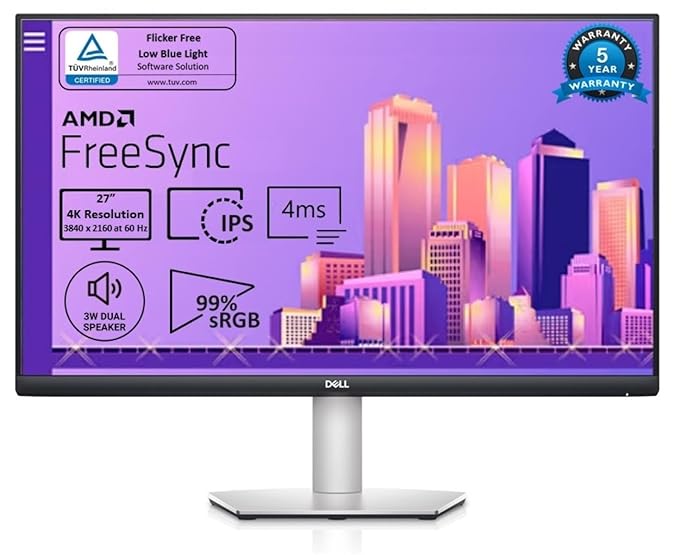 TÜVRheinland
CERTIFIED
Flicker Free
Low Blue Light
Software Solution
www.tuv.com
WARRANTY
5
YEAR
WARRANTY
AMD
FreeSync
27”
4K Resolution
3840 x 2160 at 60 Hz
IPS
4ms
3W DUAL
SPEAKER
99%
sRGB
DELL